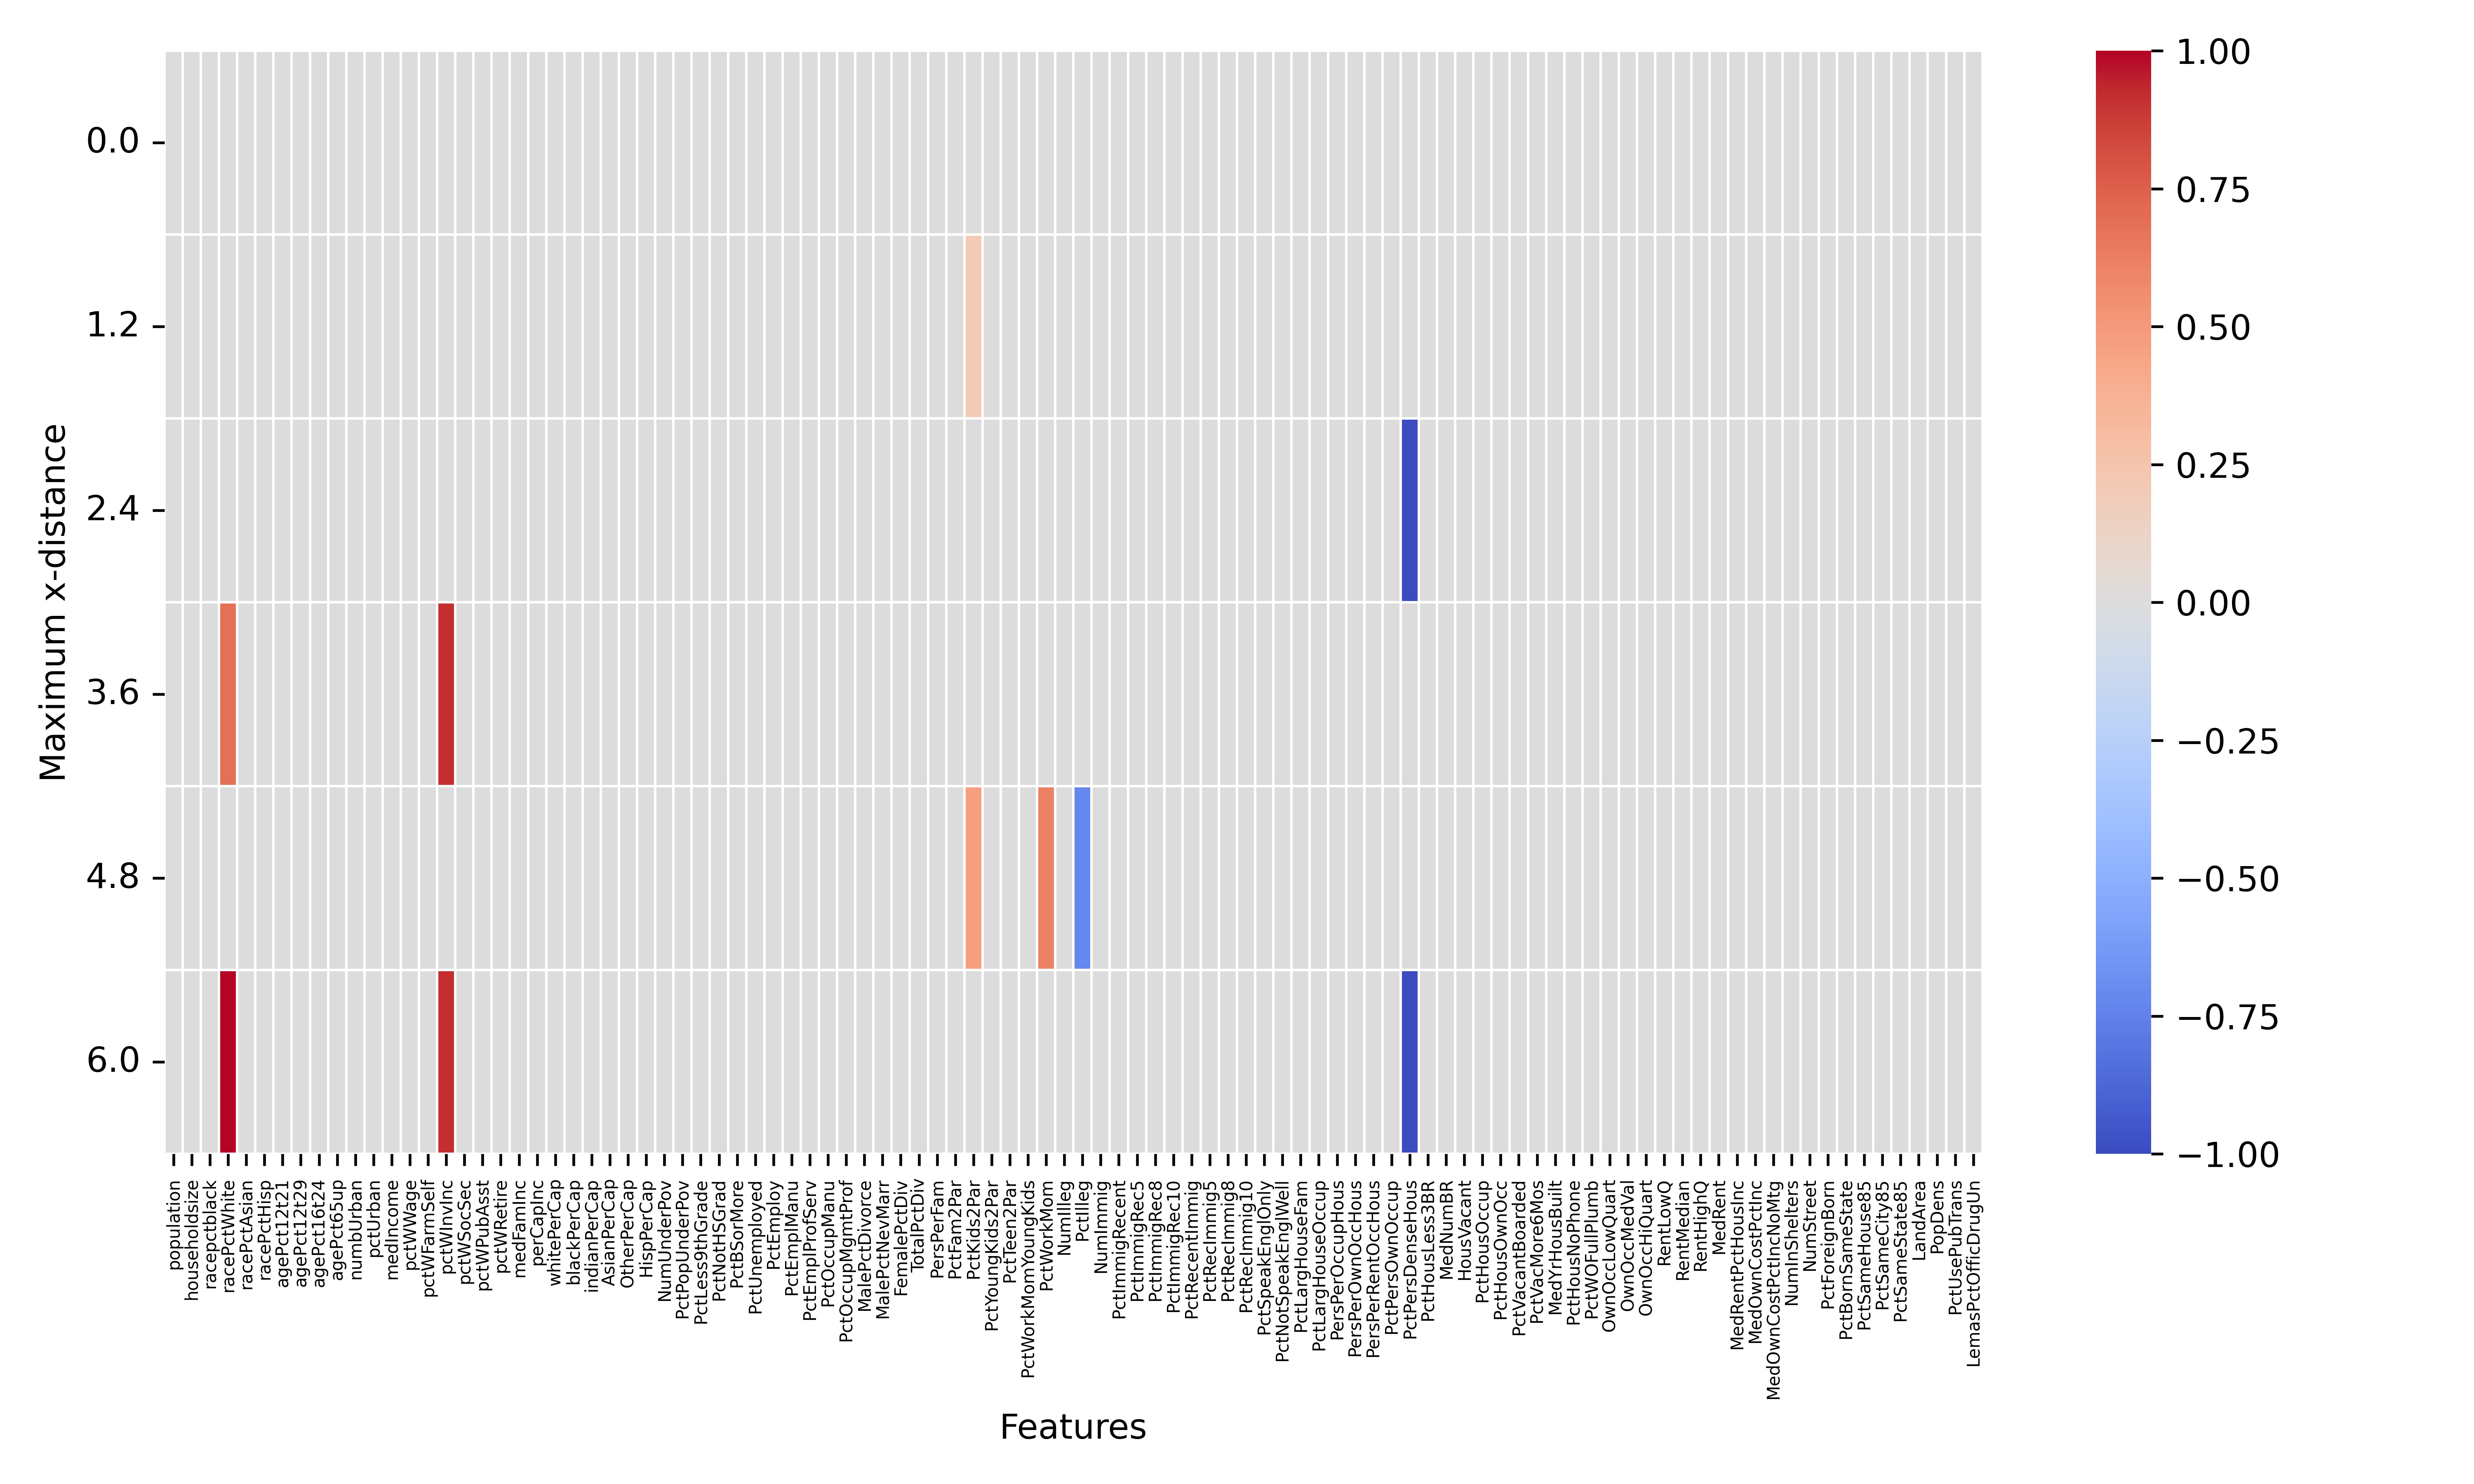 Maximum x-distance
0.0
1.2
2.4
3.6
4.8
6.0
population
householdsize
racepctblack
racePctWhite
racePctAsian
racePctHisp
agePct12t21
agePct12t29
agePct16t24
agePct65up
numbUrban
pctUrban
medIncome
pctWWage
pctWFarmSelf
pctWInvInc
pctWSocSec
pctWPubAsst
pctWRetire
medFamInc
perCapInc
whitePerCap
blackPerCap
indianPerCap
AsianPerCap
OtherPerCap
HispPerCap
NumUnderPov
PctPopUnderPov
PctLess9thGrade
PctNotHSGrad
PctBSorMore
PctUnemployed
PctEmploy
PctEmplManu
PctEmplProfServ
PctOccupManu
PctOccupMgmtProf
MalePctDivorce
MalePctNevMarr
FemalePctDiv
TotalPctDiv
PersPerFam
PctFam2Par
PctKids2Par
PctYoungKids2Par
PctTeen2Par
PctWorkMomYoungKids
PctWorkMom
NumIlleg
PctIlleg
NumImmig
PctImmigRecent
PctImmigRec5
PctImmigRec8
PctImmigRec10
PctRecentImmig
PctRecImmig5
PctRecImmig8
PctRecImmig10
PctSpeakEnglOnly
PctNotSpeakEnglWell
PctLargHouseFam
PctLargHouseOccup
PersPerOccupHous
PersPerOwnOccHous
PersPerRentOccHous
PctPersOwnOccup
PctPersDenseHous
PctHousLess3BR
MedNumBR
HousVacant
PctHousOccup
PctHousOwnOcc
PctVacantBoarded
PctVacMore6Mos
MedYrHousBuilt
PctHousNoPhone
PctWOFullPlumb
OwnOccLowQuart
OwnOccMedVal
OwnOccHiQuart
RentLowQ
RentMedian
RentHighQ
MedRent
MedRentPctHousInc
MedOwnCostPctInc
MedOwnCostPctIncNoMtg
NumInShelters
NumStreet
PctForeignBorn
PctBornSameState
PctSameHouse85
PctSameCity85
PctSameState85
LandArea
PopDens
PctUsePubTrans
LemasPctOfficDrugUn
Features
1.00
0.75
0.50
0.25
0.00
−0.25
−0.50
−0.75
−1.00